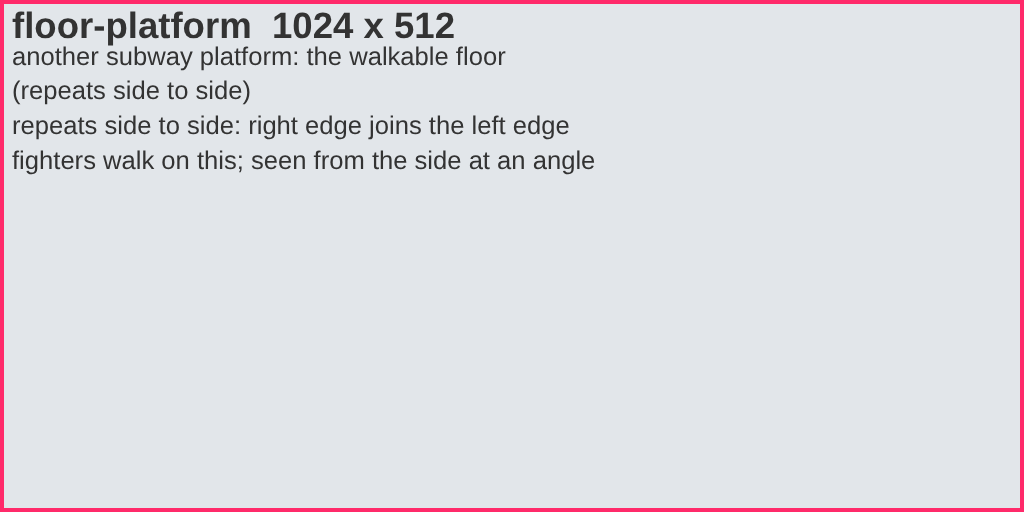 floor-platform 1024 x 512
another subway platform: the walkable floor
(repeats side to side)
repeats side to side: right edge joins the left edge
fighters walk on this; seen from the side at an angle